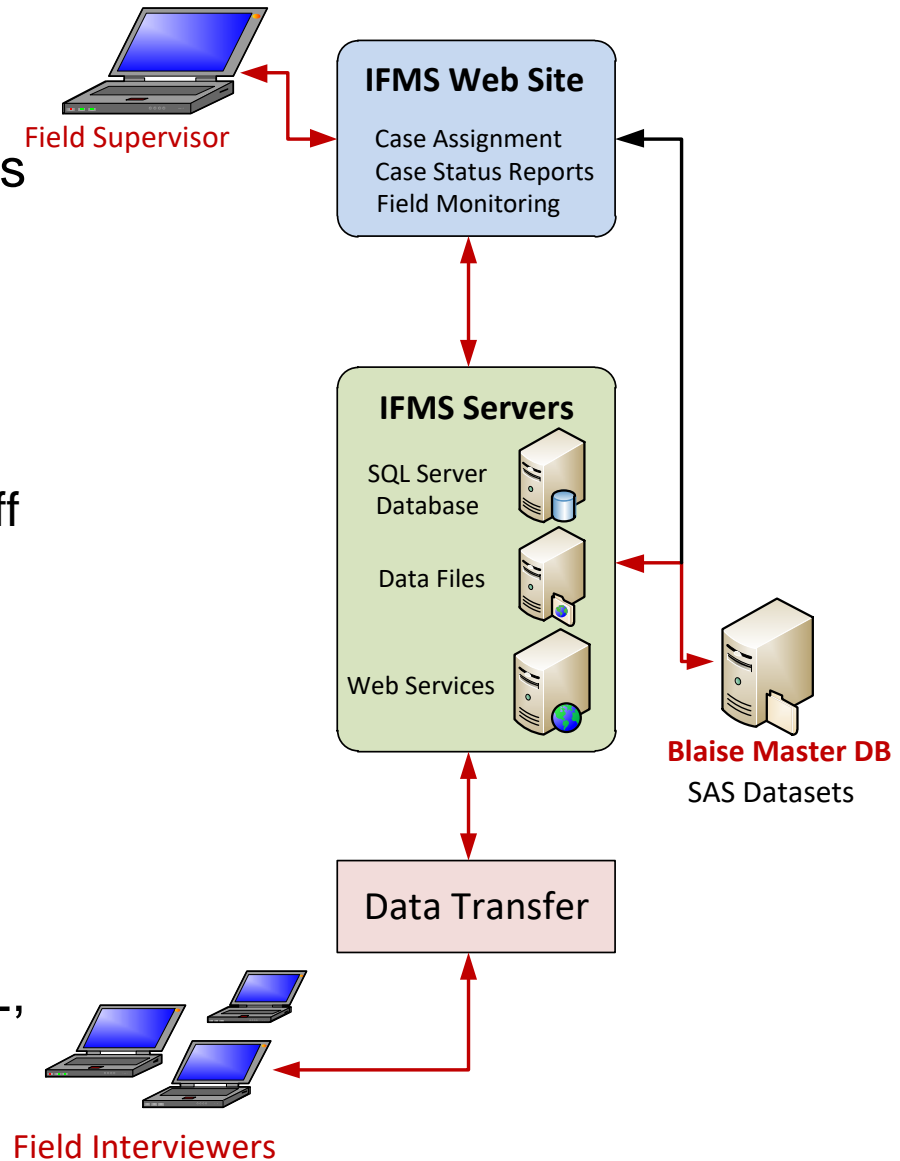 IFMS Web Site
Case Assignment
Case Status Reports
Field Monitoring
Field Supervisor
s
IFMS Servers
SQL Server
Database
ff
Data Files
Web Services
Blaise Master DB
SAS Datasets
Data Transfer
,
Field Interviewers